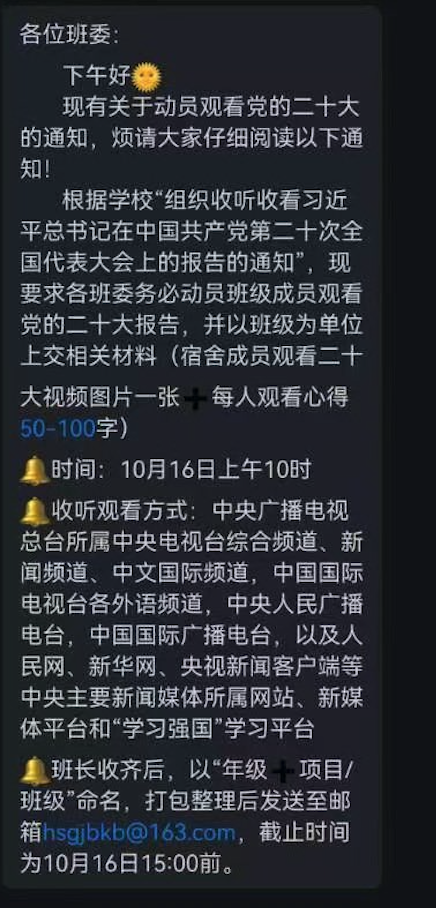 各位班委：
下午好🌞
现有关于动员观看党的二十大
的通知，烦请大家仔细阅读以下通
知！
根据学校“组织收听收看习近
平总书记在中国共产党第二十次全
国代表大会上的报告的通知”，现
要求各班委务必动员班级成员观看
党的二十大报告，并以班级为单位
上交相关材料（宿舍成员观看二十
大视频图片一张➕每人观看心得
50-100字）
🔔时间：10月16日上午10时
🔔收听观看方式：中央广播电视
总台所属中央电视台综合频道、新
闻频道、中文国际频道，中国国际
电视台各外语频道，中央人民广播
电台，中国国际广播电台，以及人
民网、新华网、央视新闻客户端等
中央主要新闻媒体所属网站、新媒
体平台和“学习强国”学习平台
🔔班长收齐后，以“年级➕项目/
班级”命名，打包整理后发送至邮
箱hsgjbkb@163.com，截止时间
为10月16日15:00前。